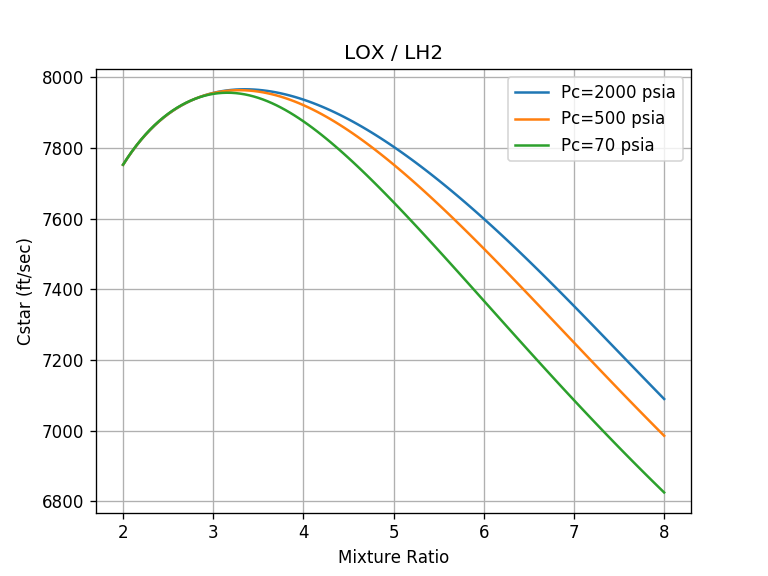 LOX / LH2
Pc=2000 psia
Pc=500 psia
Pc=70 psia
8000
7800
7600
7400
7200
7000
6800
Cstar (ft/sec)
2 3 4 5 6 7 8
Mixture Ratio